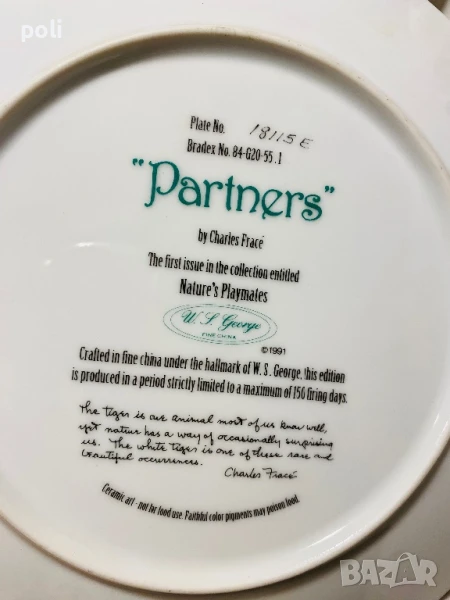 poli
Plate No. 18115E
Bradex No. 84-G20-55.1
"Partners"
by Charles Fracé
The first issue in the collection entitled
Nature's Playmates
W. S. George
FINE CHINA
©1991
Crafted in fine china under the hallmark of W. S. George, this edition
is produced in a period strictly limited to a maximum of 150 firing days.
The tiger is one animal most of us know well,
yet nature has a way of occasionally surprising
us. The white tiger is one of these rare and
beautiful occurrences.
Charles Fracé
Ceramic art - not for food use. Faithful color pigments may poison food.
BAZAR